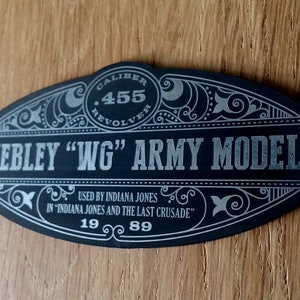 CALIBER
.455
REVOLVER
EBLEY "WG" ARMY MODEL
USED BY INDIANA JONES
IN "INDIANA JONES AND THE LAST CRUSADE"
19 89